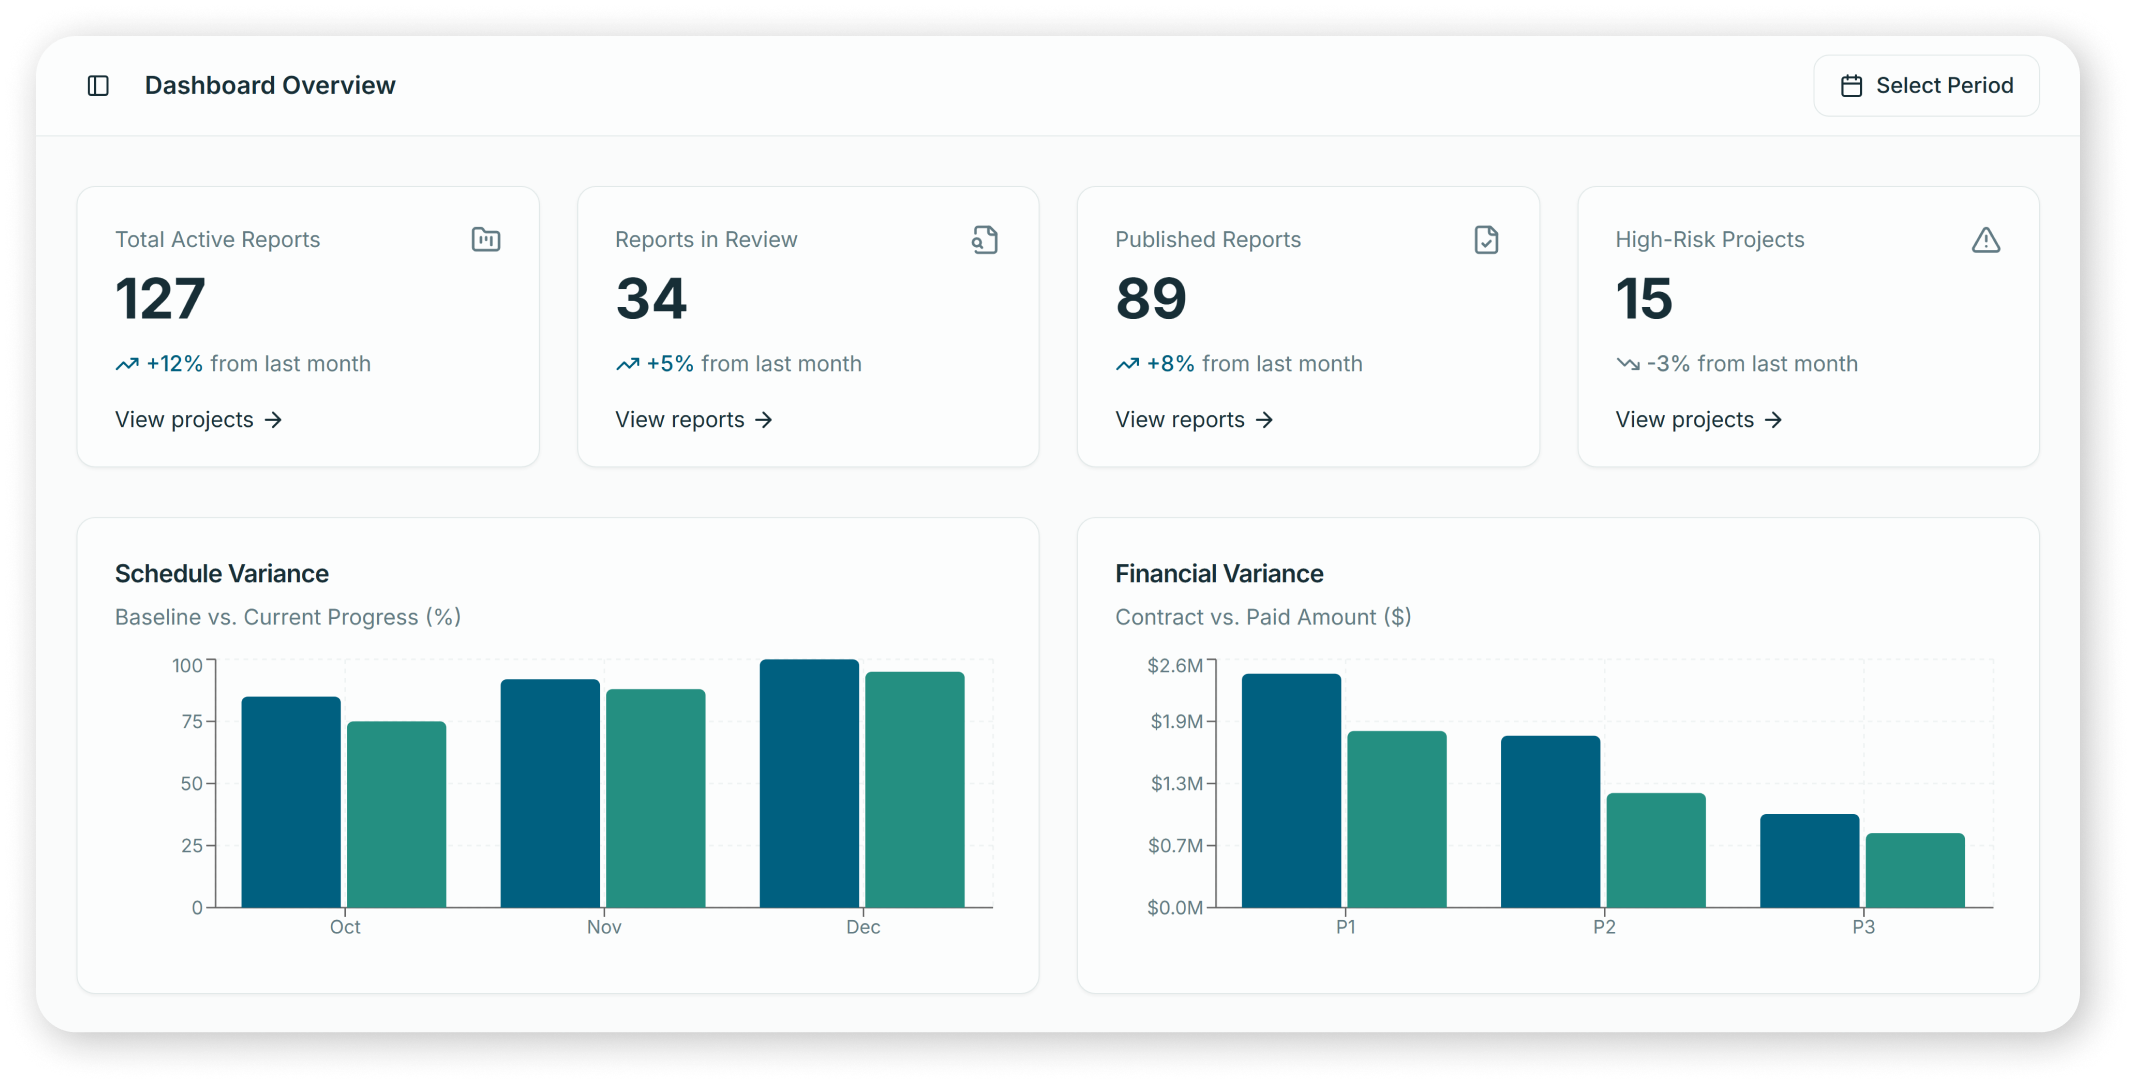 Dashboard Overview
Select Period
Total Active Reports
127
+12% from last month
View projects
Reports in Review
34
+5% from last month
View reports
Published Reports
89
+8% from last month
View reports
High-Risk Projects
15
-3% from last month
View projects
Schedule Variance
Baseline vs. Current Progress (%)
100
75
50
25
0
Oct
Nov
Dec
Financial Variance
Contract vs. Paid Amount ($)
$2.6M
$1.9M
$1.3M
$0.7M
$0.0M
P1
P2
P3